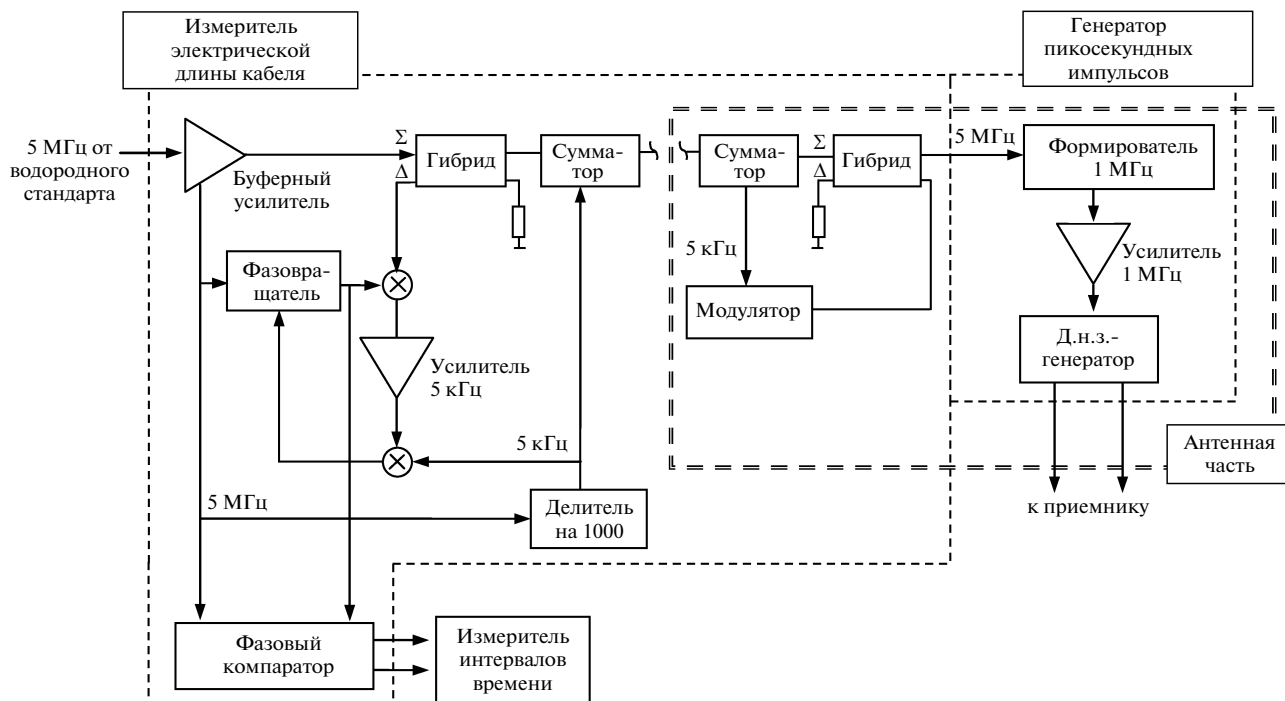 Измеритель
электрической
длины кабеля
Генератор
пикосекундных
импульсов
5 МГц от
водородного
стандарта
Буферный
усилитель
Σ
Δ
Гибрид
Сумма-
тор
Сумма-
тор
Σ
Δ
Гибрид
5 МГц
Формирователь
1 МГц
Фазовра-
щатель
5 кГц
Модулятор
Усилитель
1 МГц
Усилитель
5 кГц
Д.н.з.-
генератор
5 кГц
5 МГц
Делитель
на 1000
Антенная
часть
к приемнику
Фазовый
компаратор
Измеритель
интервалов
времени